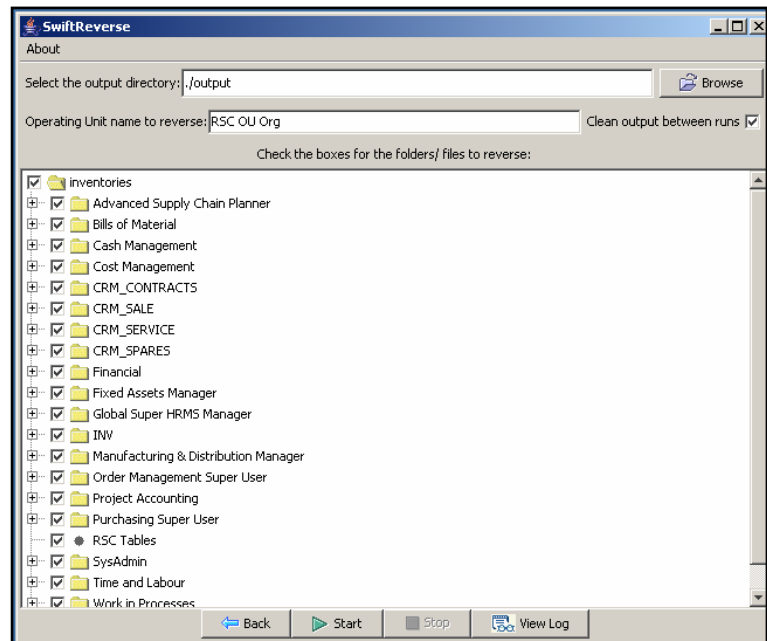 SwiftReverse
About
Select the output directory: ./output Browse
Operating Unit name to reverse: RSC OU Org Clean output between runs
Check the boxes for the folders/ files to reverse:
inventories
Advanced Supply Chain Planner
Bills of Material
Cash Management
Cost Management
CRM_CONTRACTS
CRM_SALE
CRM_SERVICE
CRM_SPARES
Financial
Fixed Assets Manager
Global Super HRMS Manager
INV
Manufacturing & Distribution Manager
Order Management Super User
Project Accounting
Purchasing Super User
RSC Tables
SysAdmin
Time and Labour
Work in Processes
Back Start Stop View Log